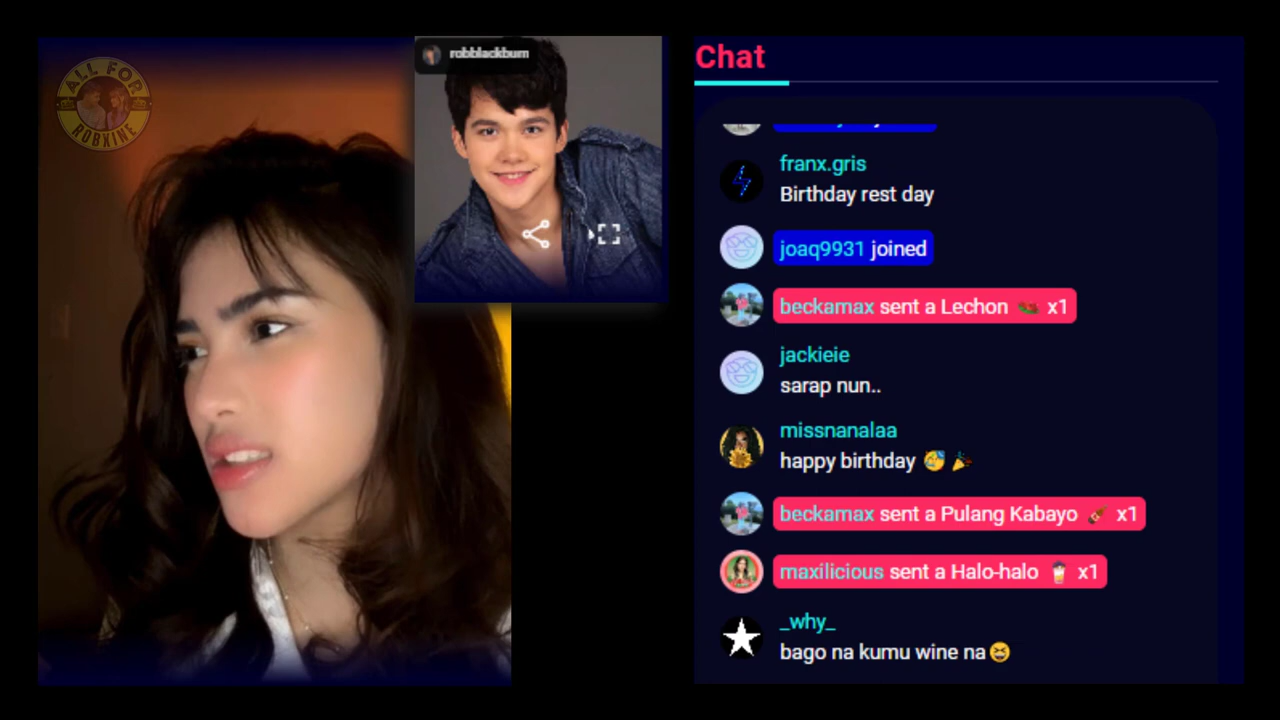 ALL FOR
ROBXINE
robblackburn
Chat
franx.gris
Birthday rest day
joaq9931 joined
beckamax sent a Lechon x1
jackieie
sarap nun..
missnanalaa
happy birthday 🥳 🎉
beckamax sent a Pulang Kabayo x1
maxilicious sent a Halo-halo x1
_why_
bago na kumu wine na😆